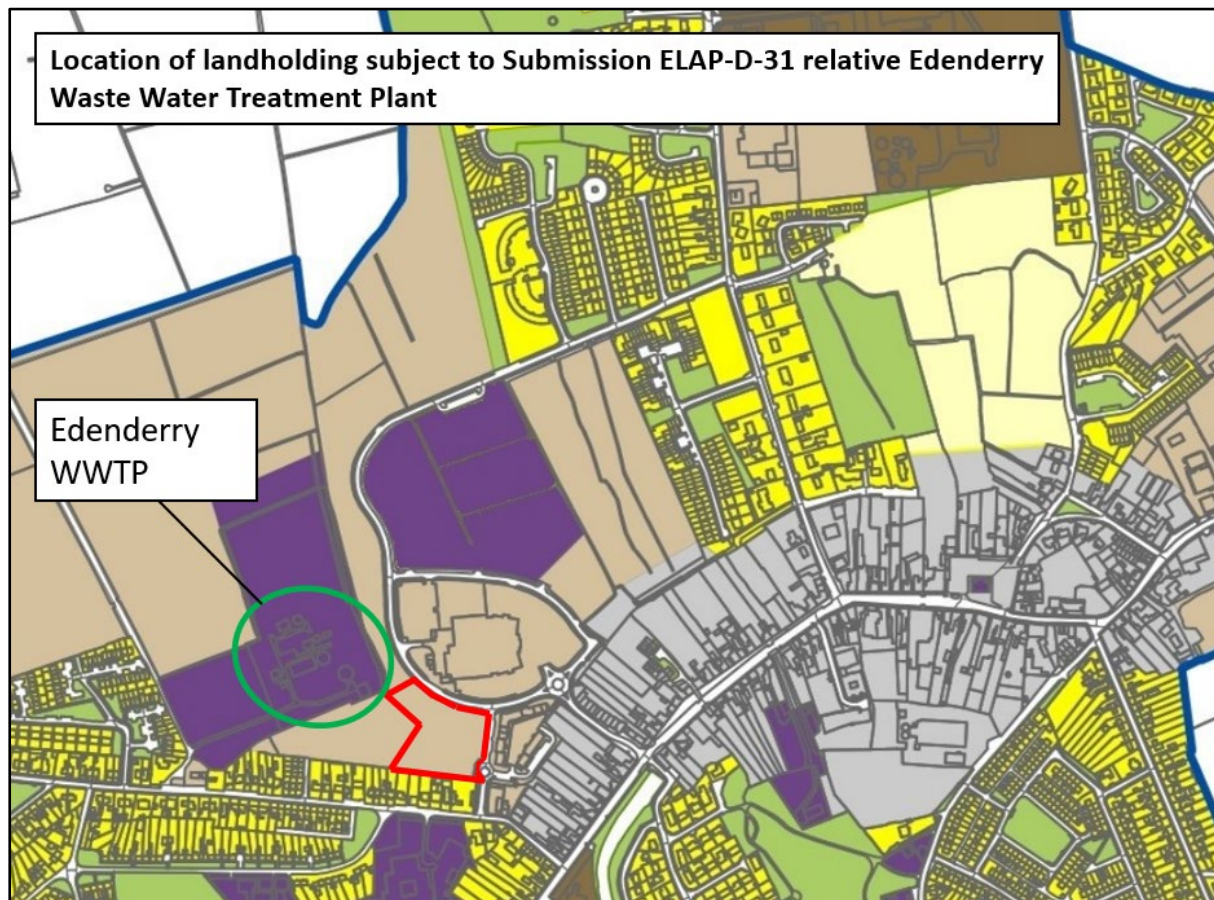 Location of landholding subject to Submission ELAP-D-31 relative Edenderry
Waste Water Treatment Plant
Edenderry
WWTP